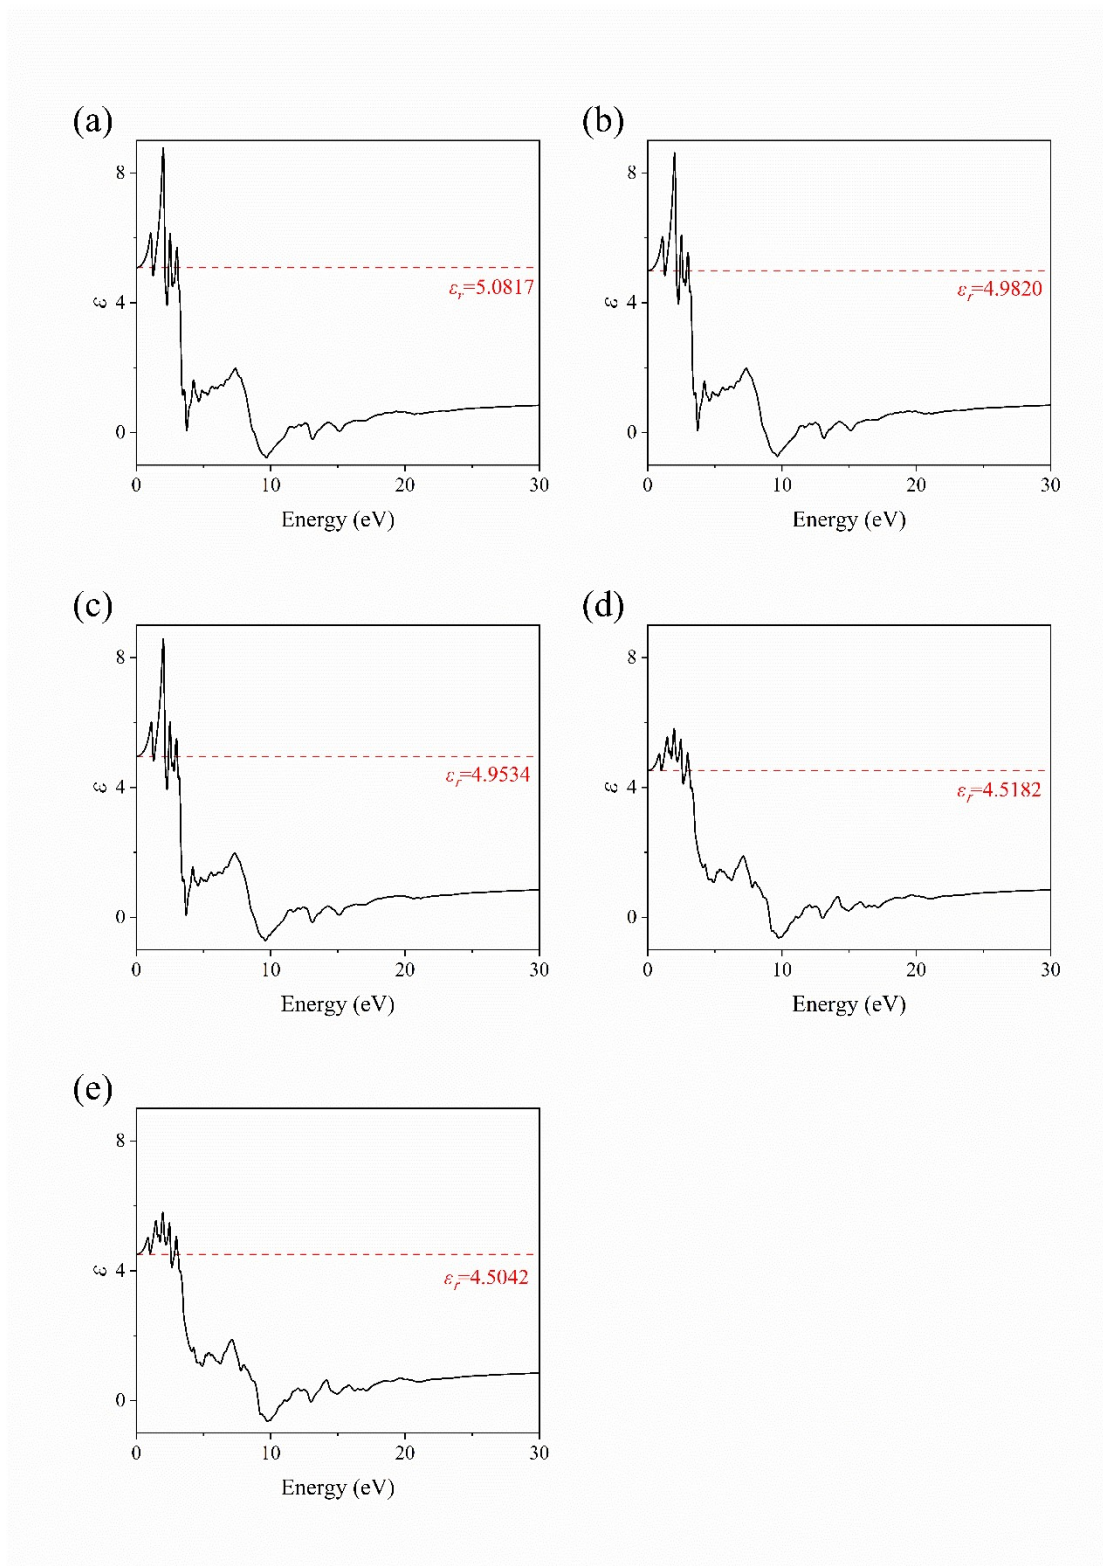 (a)
8
4
0
ε
εr=5.0817
0 10 20 30
Energy (eV)
(b)
8
4
0
ε
εr=4.9820
0 10 20 30
Energy (eV)
(c)
8
4
0
ε
εr=4.9534
0 10 20 30
Energy (eV)
(d)
8
4
0
ε
εr=4.5182
0 10 20 30
Energy (eV)
(e)
8
4
0
ε
εr=4.5042
0 10 20 30
Energy (eV)